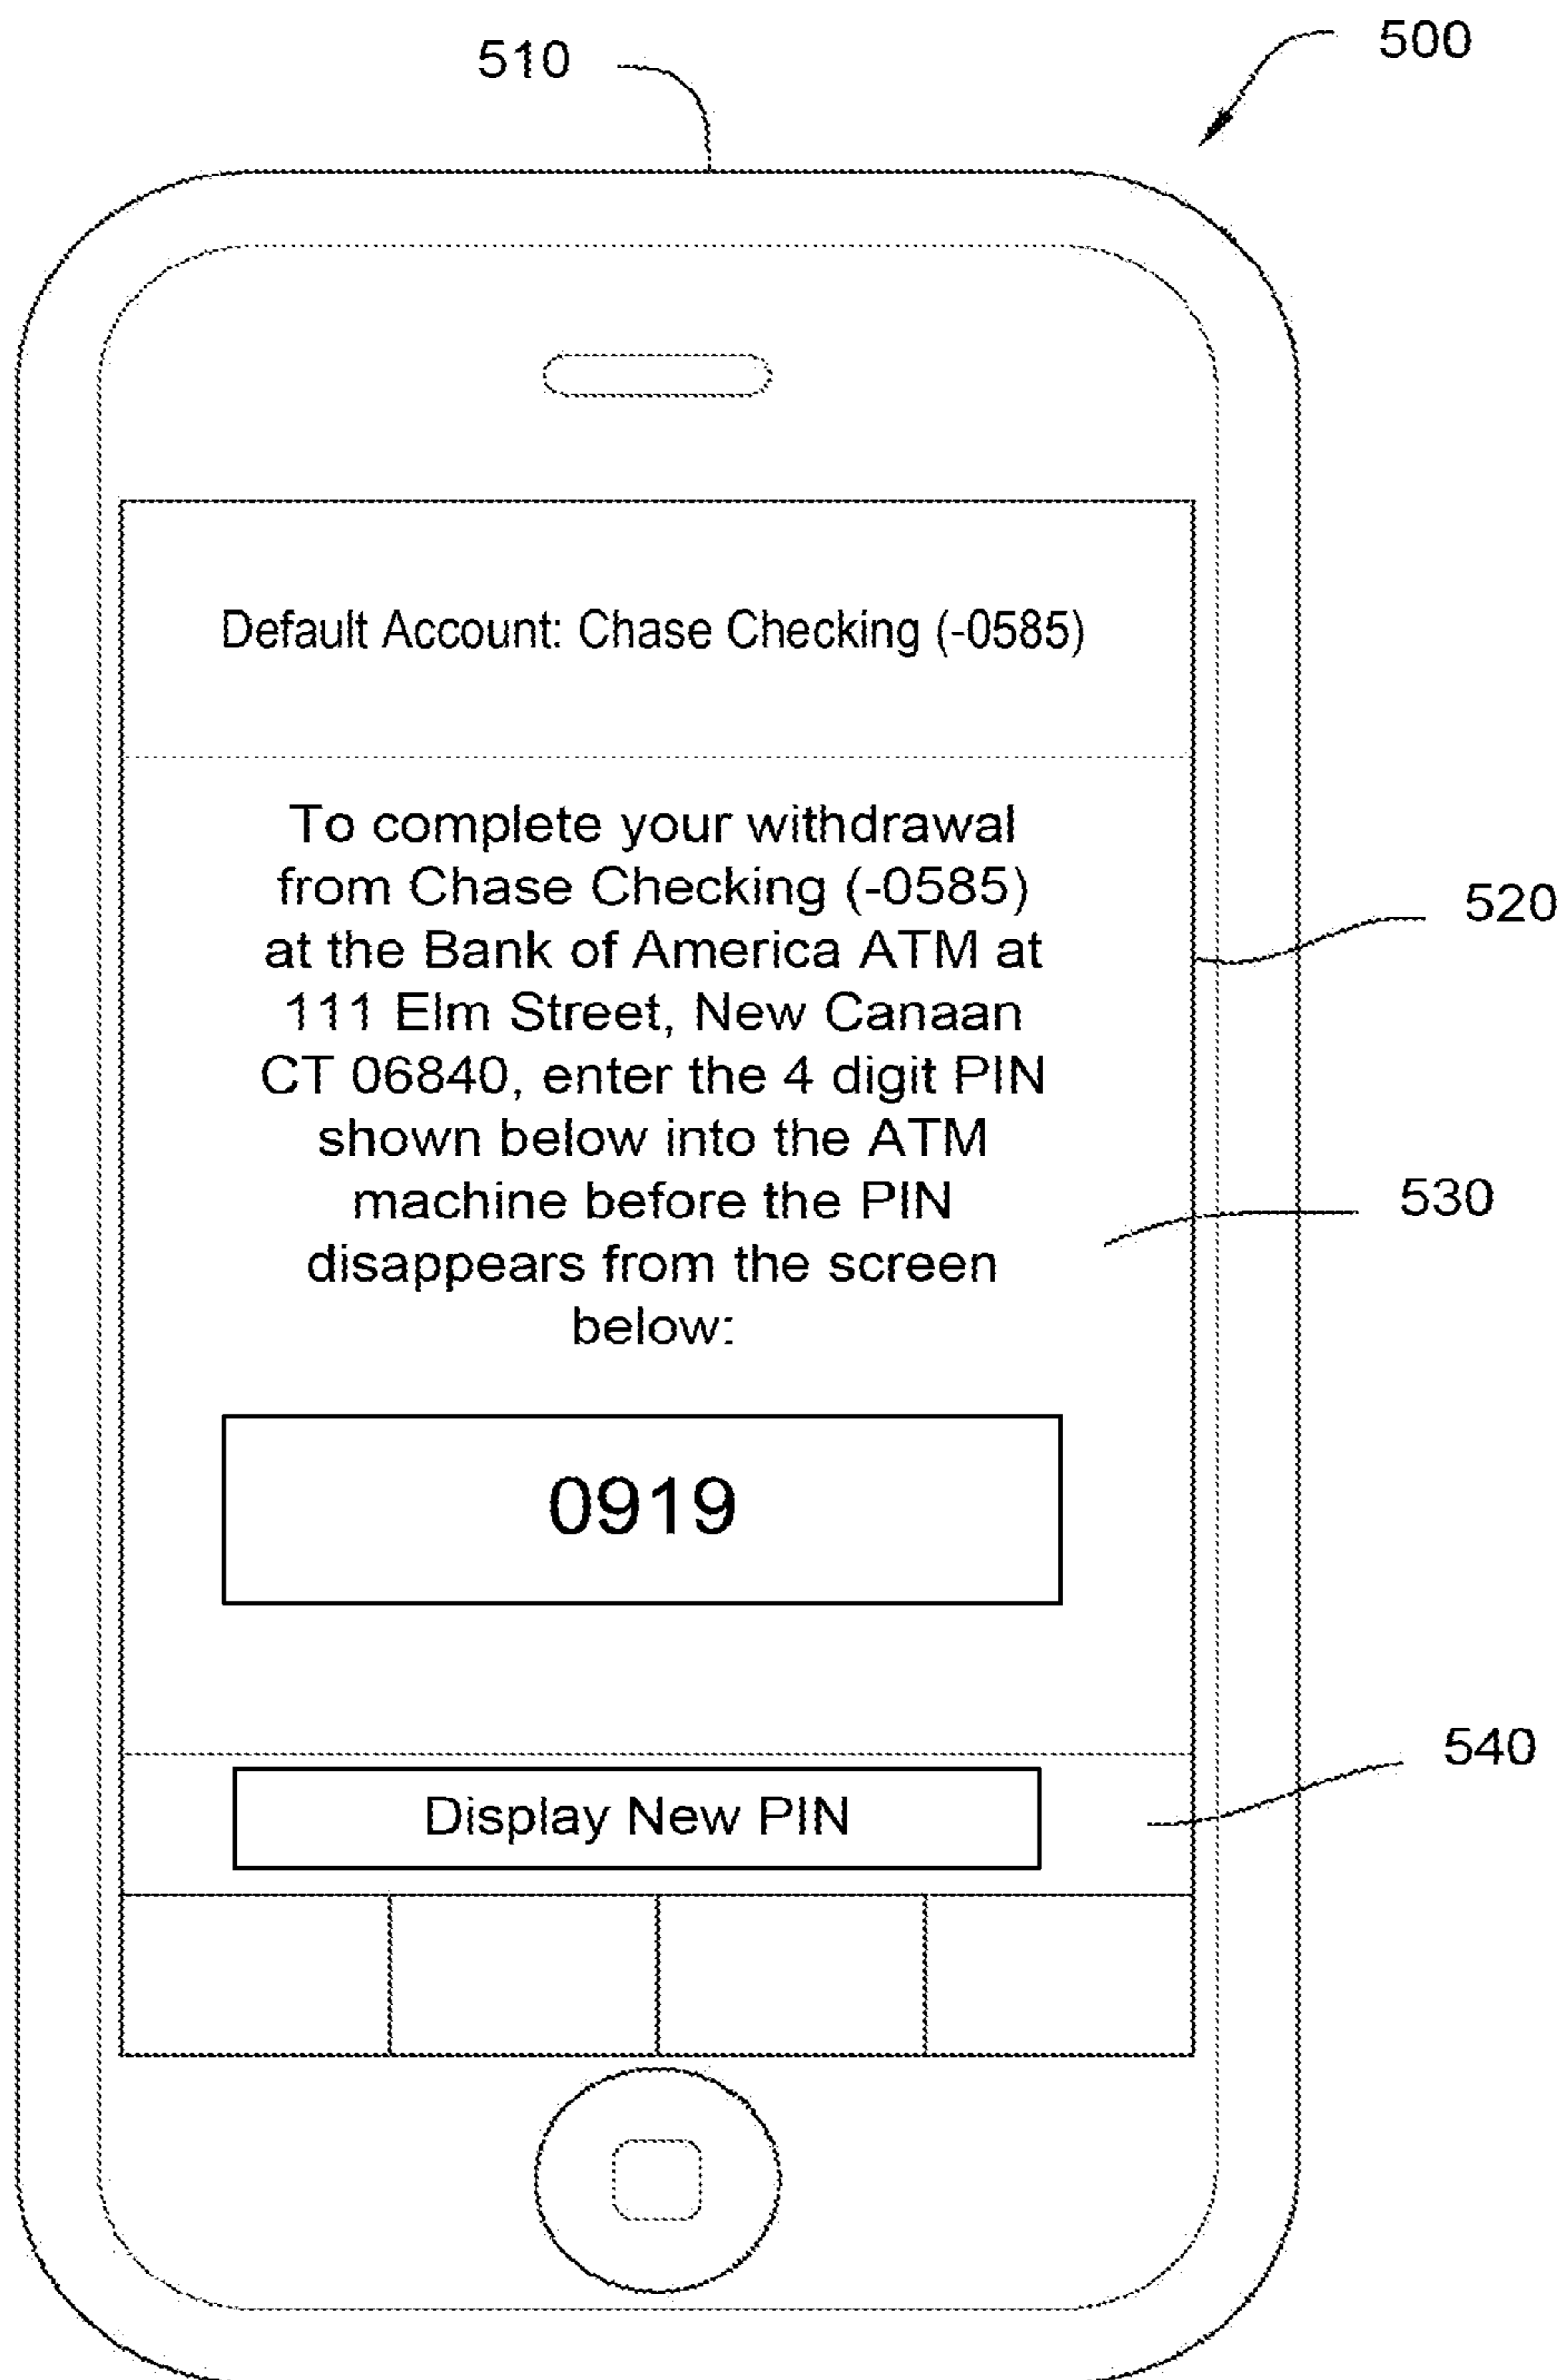 510
500
Default Account: Chase Checking (-0585)
To complete your withdrawal
from Chase Checking (-0585)
at the Bank of America ATM at
111 Elm Street, New Canaan
CT 06840, enter the 4 digit PIN
shown below into the ATM
machine before the PIN
disappears from the screen
below:
520
530
0919
540
Display New PIN